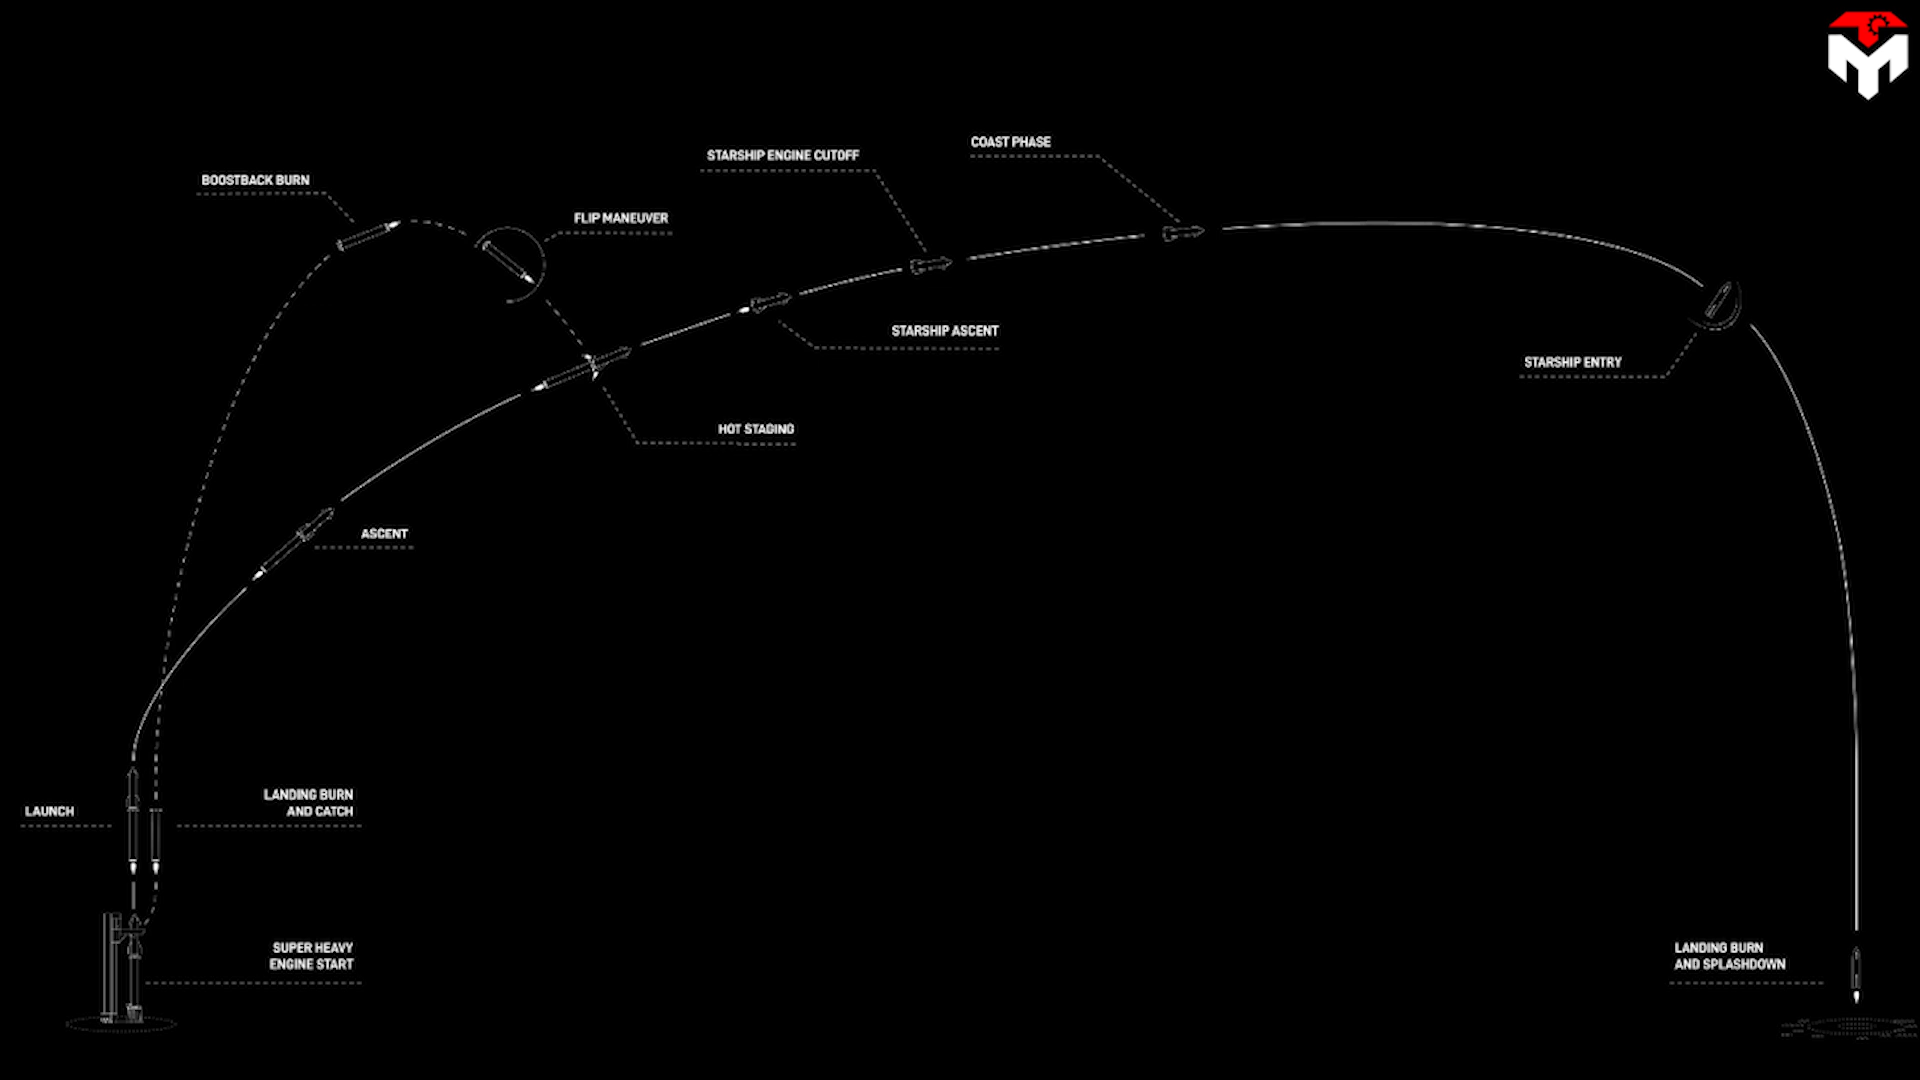 COAST PHASE
STARSHIP ENGINE CUTOFF
BOOSTBACK BURN
FLIP MANEUVER
STARSHIP ASCENT
STARSHIP ENTRY
HOT STAGING
ASCENT
LAUNCH
LANDING BURN
AND CATCH
SUPER HEAVY
ENGINE START
LANDING BURN
AND SPLASHDOWN